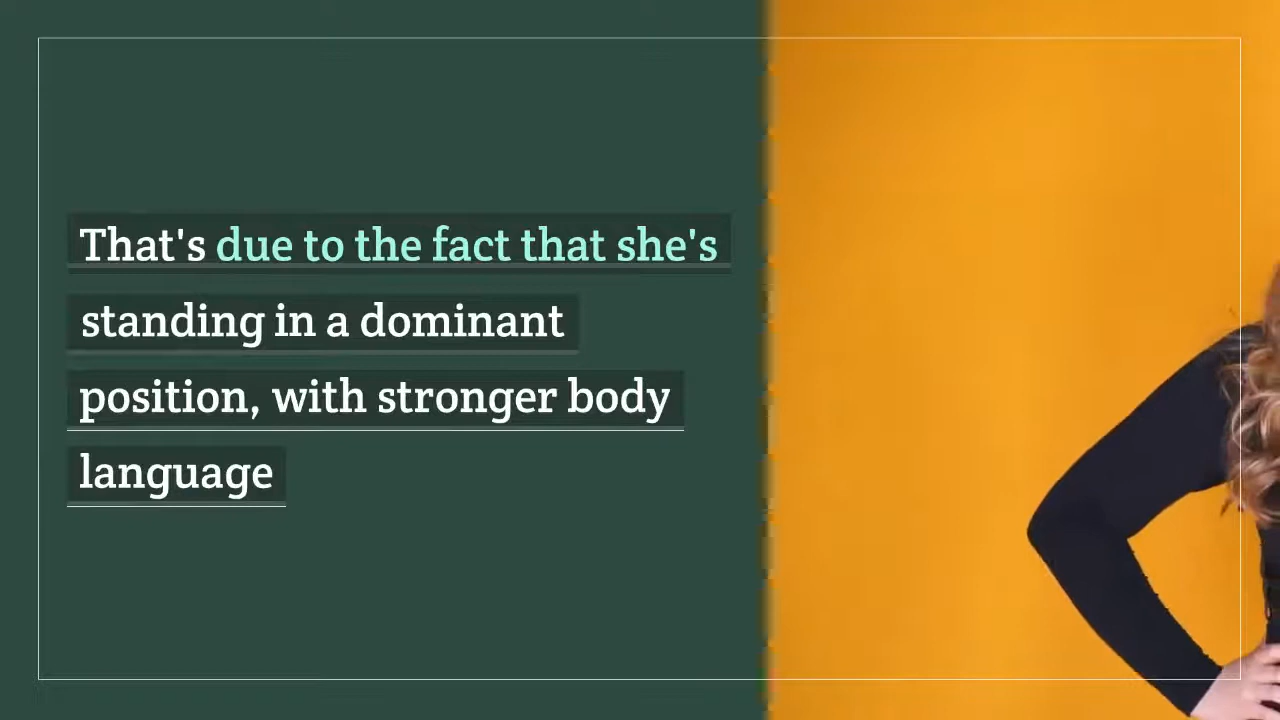 That's due to the fact that she's
standing in a dominant
position, with stronger body
language